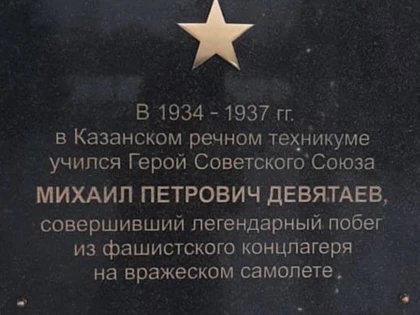 В 1934 - 1937 гг.
в Казанском речном техникуме
учился Герой Советского Союза
МИХАИЛ ПЕТРОВИЧ ДЕВЯТАЕВ,
совершивший легендарный побег
из фашистского концлагеря
на вражеском самолете.